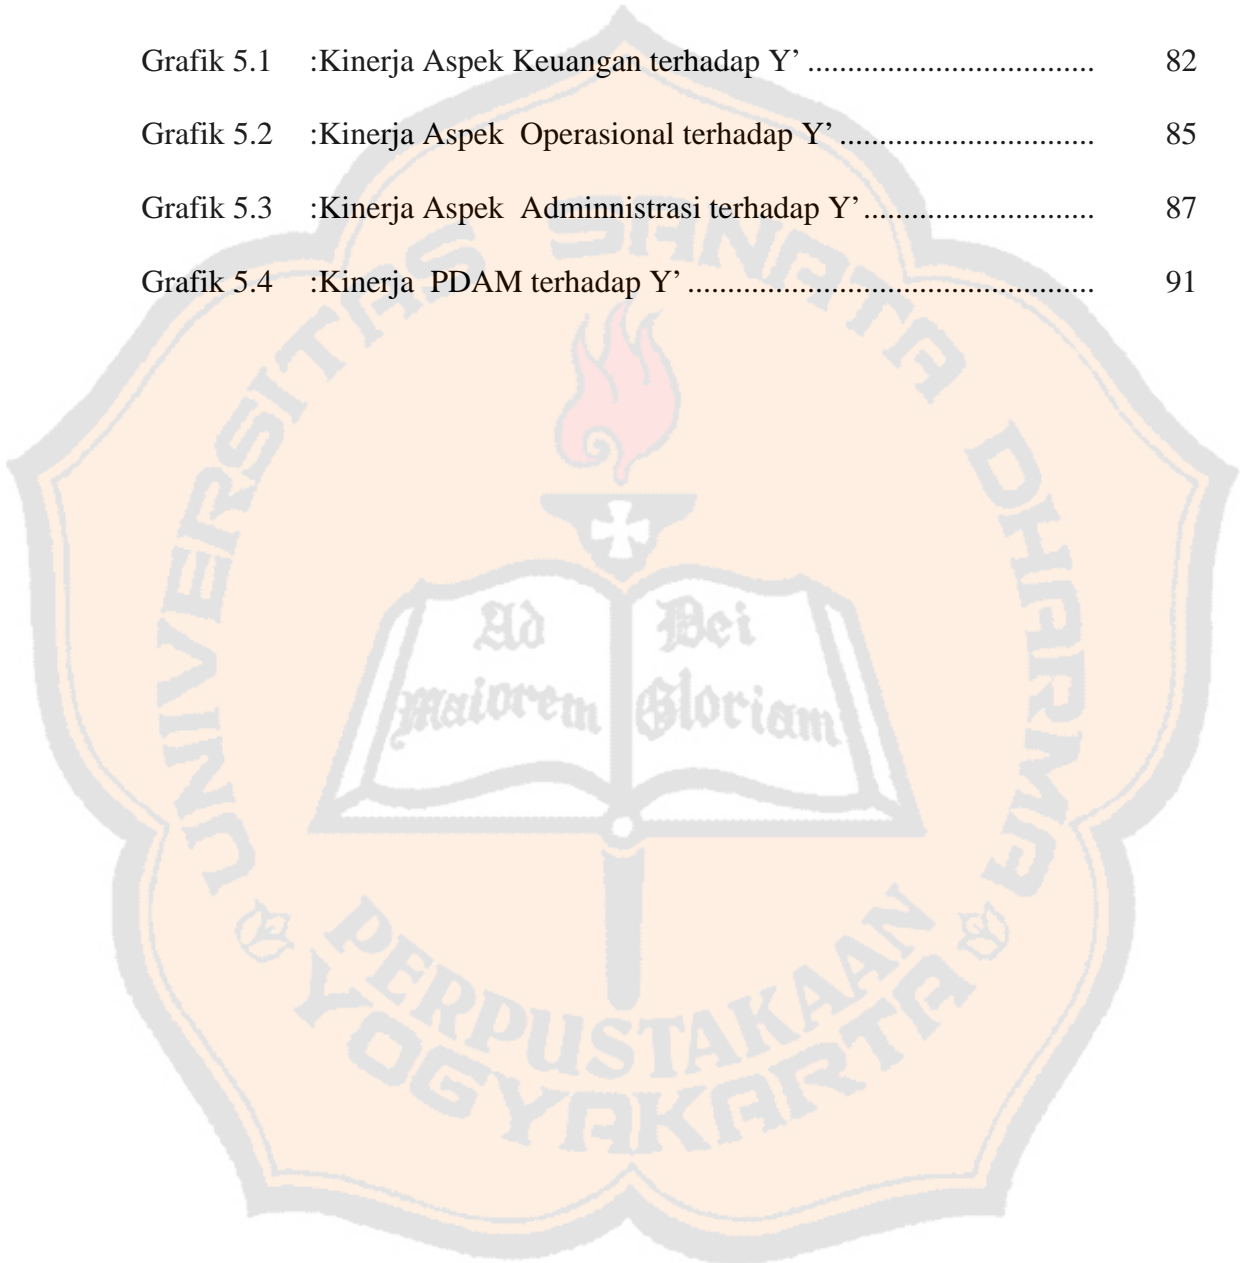 Grafik 5.1 :Kinerja Aspek Keuangan terhadap Y’ .................................... 82
Grafik 5.2 :Kinerja Aspek Operasional terhadap Y’ ................................ 85
Grafik 5.3 :Kinerja Aspek Adminnistrasi terhadap Y’ ............................. 87
Grafik 5.4 :Kinerja PDAM terhadap Y’ ................................................... 91
UNIVERSITAS SANATA DHARMA
Ad Dei
maiorem Gloriam
PERPUSTAKAAN
YOGYAKARTA